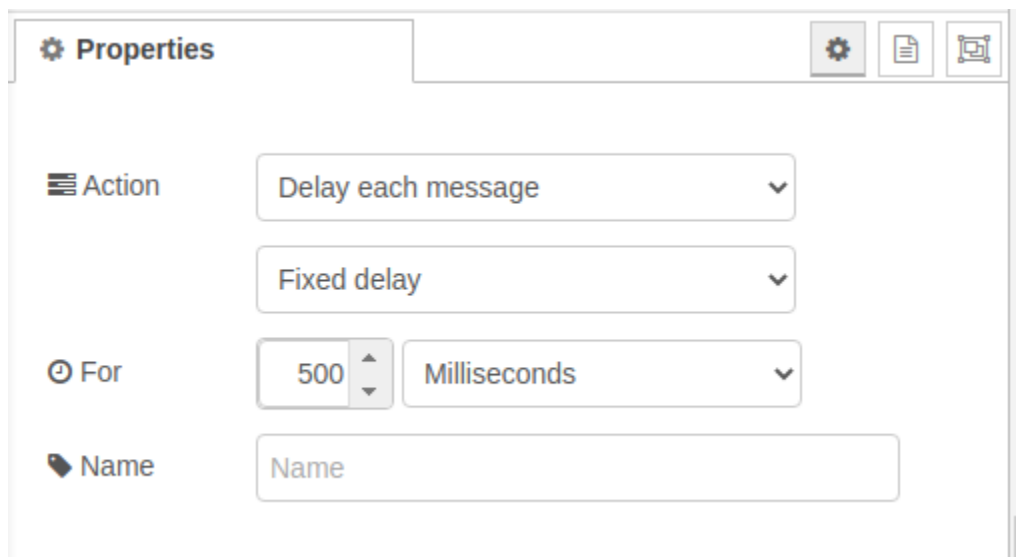 Properties
Action Delay each message
Fixed delay
For 500 Milliseconds
Name Name